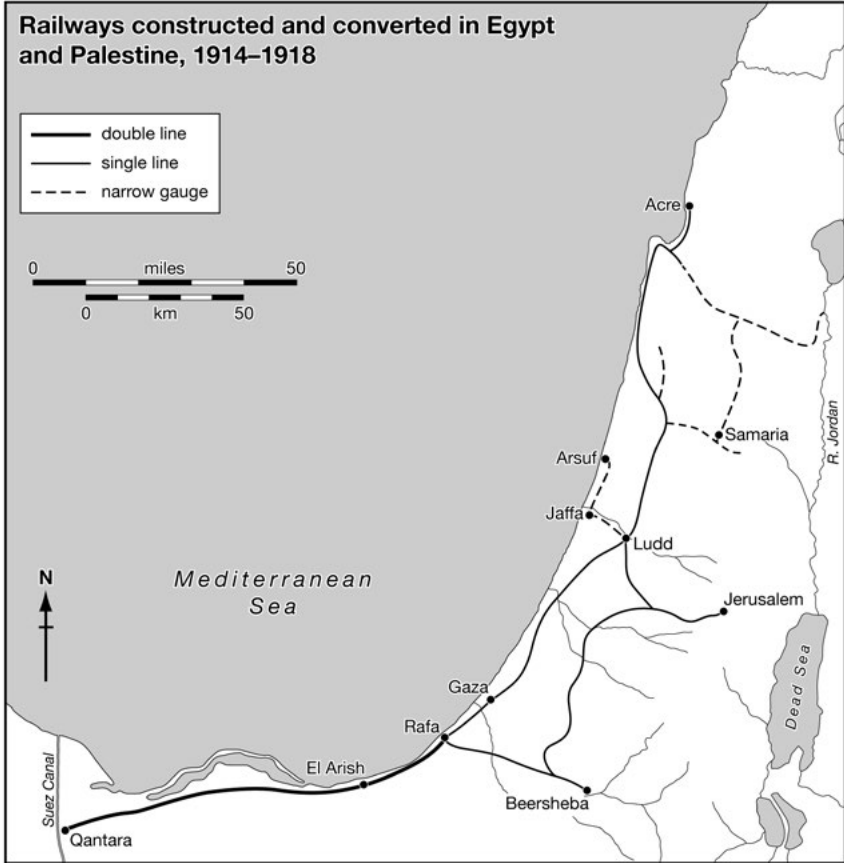 Railways constructed and converted in Egypt
and Palestine, 1914–1918
double line
single line
narrow gauge
0 miles 50
0 km 50
Acre
Samaria
R. Jordan
Arsuf
Jaffa
Ludd
N
Mediterranean
Sea
Jerusalem
Dead Sea
Gaza
Rafa
El Arish
Beersheba
Suez Canal
Qantara